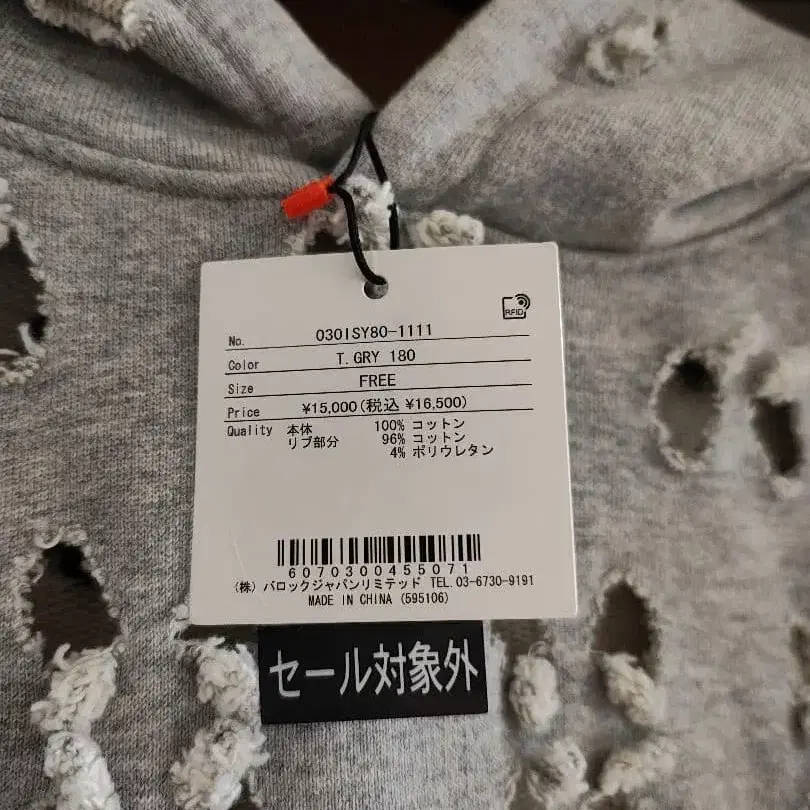 RFID
No. 030ISY80-1111
Color T.GRY 180
Size FREE
Price ¥15,000(税込 ¥16,500)
Quality 本体 100% コットン
リブ部分 96% コットン
4% ポリウレタン
6070300455071
(株) バロックジャパンリミテッド TEL.03-6730-9191
MADE IN CHINA (595106)
セール対象外